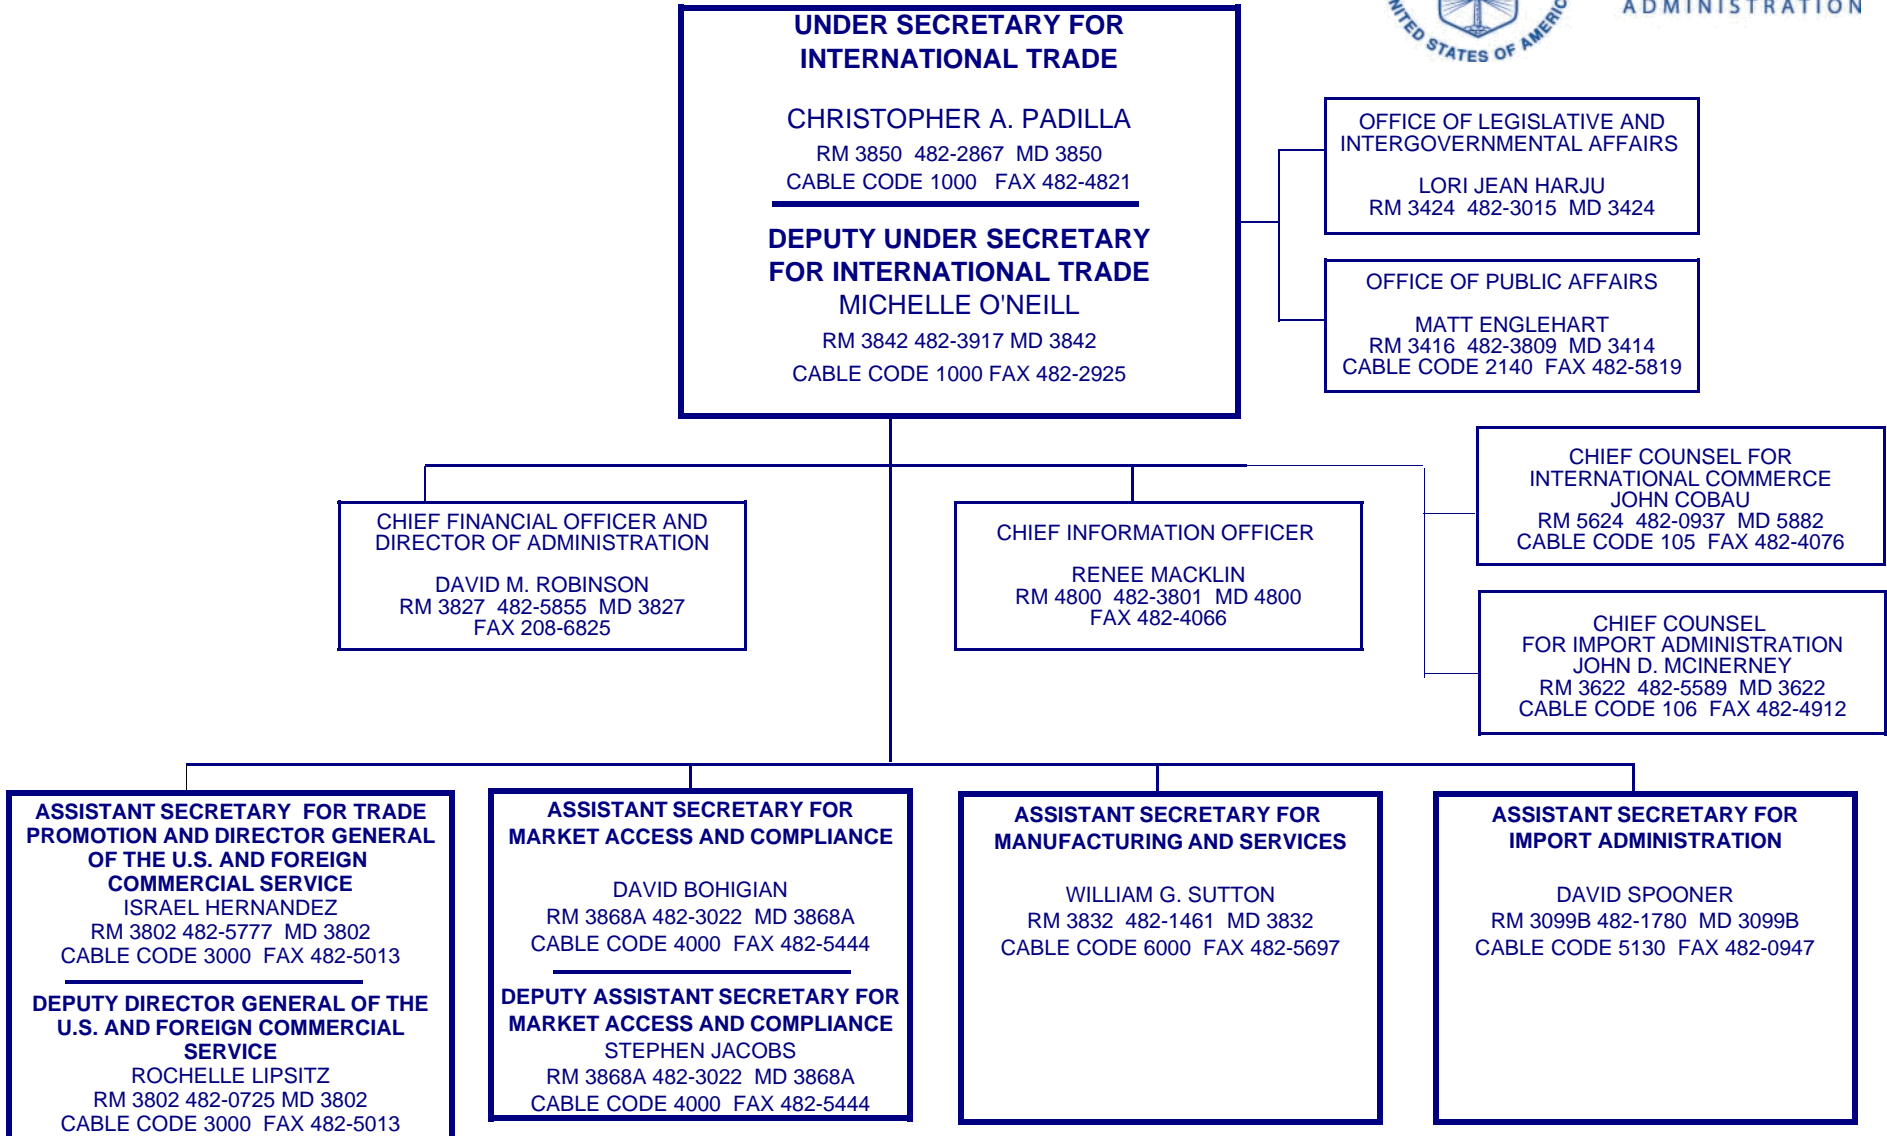 UNITED STATES OF AMERICA
ADMINISTRATION
UNDER SECRETARY FOR
INTERNATIONAL TRADE
CHRISTOPHER A. PADILLA
RM 3850 482-2867 MD 3850
CABLE CODE 1000 FAX 482-4821
DEPUTY UNDER SECRETARY
FOR INTERNATIONAL TRADE
MICHELLE O'NEILL
RM 3842 482-3917 MD 3842
CABLE CODE 1000 FAX 482-2925
OFFICE OF LEGISLATIVE AND
INTERGOVERNMENTAL AFFAIRS
LORI JEAN HARJU
RM 3424 482-3015 MD 3424
OFFICE OF PUBLIC AFFAIRS
MATT ENGLEHART
RM 3416 482-3809 MD 3414
CABLE CODE 2140 FAX 482-5819
CHIEF FINANCIAL OFFICER AND
DIRECTOR OF ADMINISTRATION
DAVID M. ROBINSON
RM 3827 482-5855 MD 3827
FAX 208-6825
CHIEF INFORMATION OFFICER
RENEE MACKLIN
RM 4800 482-3801 MD 4800
FAX 482-4066
CHIEF COUNSEL FOR
INTERNATIONAL COMMERCE
JOHN COBAU
RM 5624 482-0937 MD 5882
CABLE CODE 105 FAX 482-4076
CHIEF COUNSEL
FOR IMPORT ADMINISTRATION
JOHN D. MCINERNEY
RM 3622 482-5589 MD 3622
CABLE CODE 106 FAX 482-4912
ASSISTANT SECRETARY FOR TRADE
PROMOTION AND DIRECTOR GENERAL
OF THE U.S. AND FOREIGN
COMMERCIAL SERVICE
ISRAEL HERNANDEZ
RM 3802 482-5777 MD 3802
CABLE CODE 3000 FAX 482-5013
DEPUTY DIRECTOR GENERAL OF THE
U.S. AND FOREIGN COMMERCIAL
SERVICE
ROCHELLE LIPSITZ
RM 3802 482-0725 MD 3802
CABLE CODE 3000 FAX 482-5013
ASSISTANT SECRETARY FOR
MARKET ACCESS AND COMPLIANCE
DAVID BOHIGIAN
RM 3868A 482-3022 MD 3868A
CABLE CODE 4000 FAX 482-5444
DEPUTY ASSISTANT SECRETARY FOR
MARKET ACCESS AND COMPLIANCE
STEPHEN JACOBS
RM 3868A 482-3022 MD 3868A
CABLE CODE 4000 FAX 482-5444
ASSISTANT SECRETARY FOR
MANUFACTURING AND SERVICES
WILLIAM G. SUTTON
RM 3832 482-1461 MD 3832
CABLE CODE 6000 FAX 482-5697
ASSISTANT SECRETARY FOR
IMPORT ADMINISTRATION
DAVID SPOONER
RM 3099B 482-1780 MD 3099B
CABLE CODE 5130 FAX 482-0947